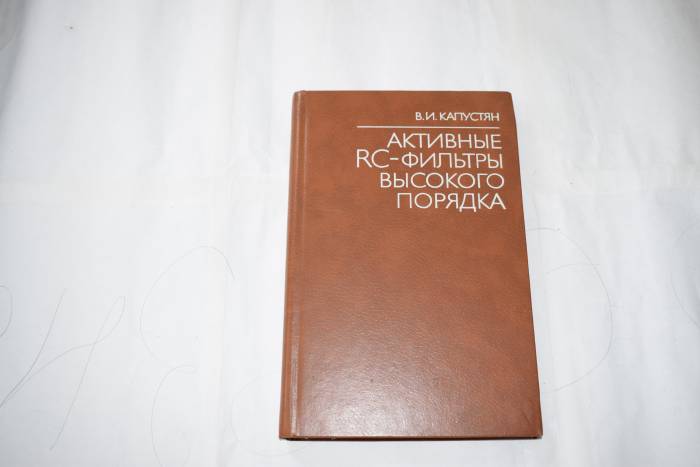 В.И. КАПУСТЯН
АКТИВНЫЕ
RC-ФИЛЬТРЫ
ВЫСОКОГО
ПОРЯДКА